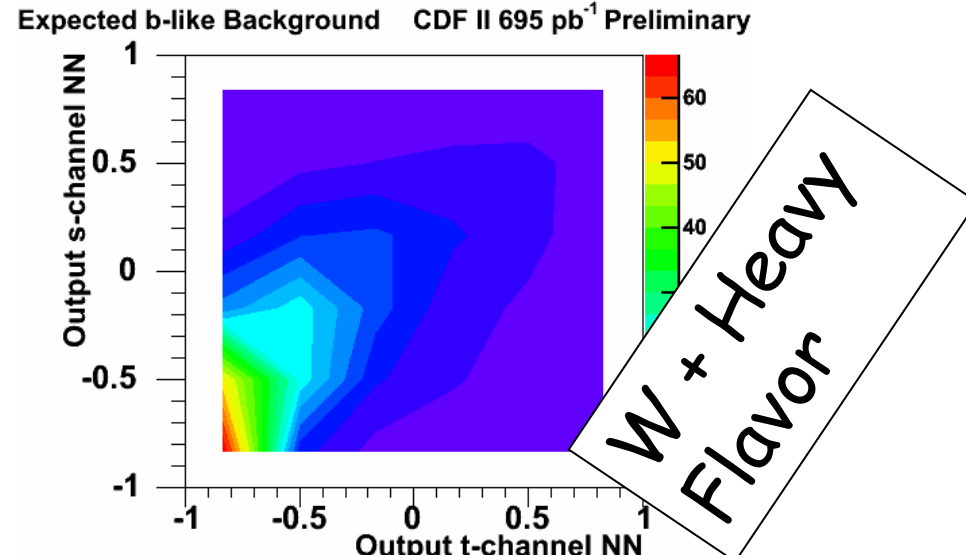 Expected b-like Background CDF II 695 pb-1 Preliminary
Output s-channel NN
1
0.5
0
-0.5
-1
-1 -0.5 0 0.5 1
Output t-channel NN
60
50
40
W + Heavy
Flavor